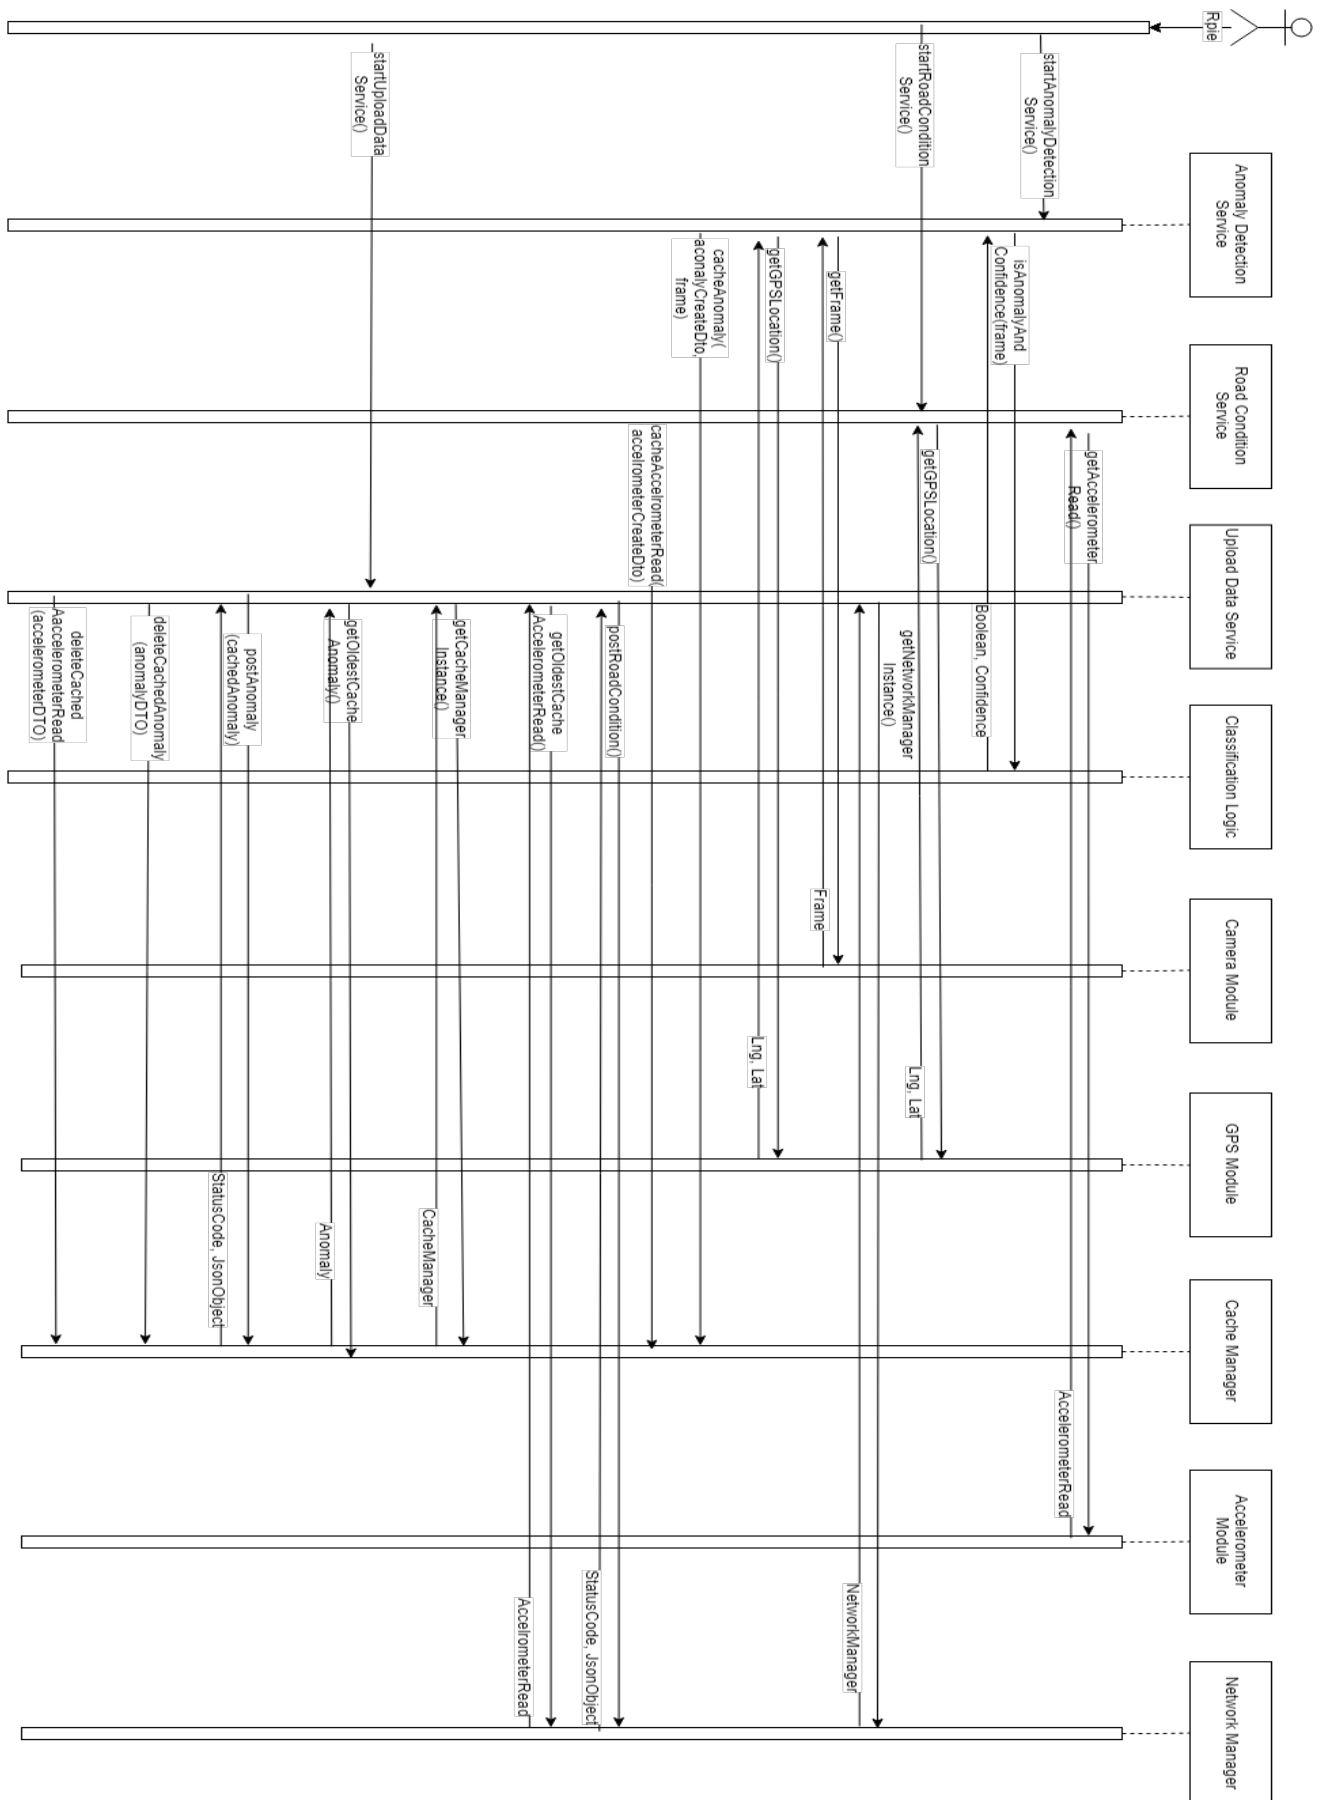 Rpie
Anomaly Detection
Service
Road Condition
Service
Upload Data Service
Classification Logic
Camera Module
GPS Module
Cache Manager
Accelerometer
Module
Network Manager
startAnomalyDetection
Service()
startRoadCondition
Service()
startUploadData
Service()
getAccelerometer
Read()
AccelerometerRead
isAnomalyAnd
Confidence(frame)
Boolean, Confidence
getGPSLocation()
Lng, Lat
getNetworkManager
Instance()
NetworkManager
getFrame()
Frame
getGPSLocation()
Lng, Lat
cacheAnomaly(
aconalyCreateDto,
frame)
cacheAccelrometerRead(
accelrometerCreateDto)
postRoadCondition()
StatusCode, JsonObject
getOldestCache
AccelerometerRead()
AccelrometerRead
getCacheManager
Instance()
CacheManager
getOldestCache
Anomaly()
Anomaly
postAnomaly
(cachedAnomaly)
StatusCode, JsonObject
deleteCachedAnomaly
(anomalyDTO)
deleteCached
AaccelerometerRead
(accelerometerDTO)